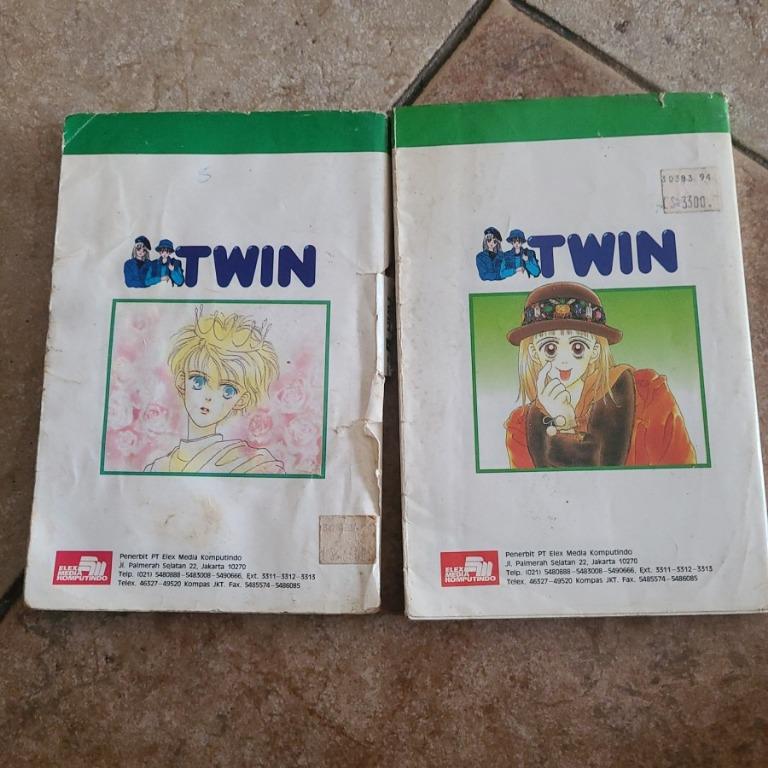 TWIN
ELEX
MEDIA
KOMPUTINDO
Penerbit PT Elex Media Komputindo
Jl. Palmerah Selatan 22, Jakarta 10270
Telp. (021) 5480888-5483008-5490666, Ext. 3311-3312-3313
Telex. 46327-49520 Kompas JKT. Fax. 5485574-5486085
30383 94
3300.
TWIN
ELEX
MEDIA
KOMPUTINDO
Penerbit PT Elex Media Komputindo
Jl. Palmerah Selatan 22, Jakarta 10270
Telp. (021) 5480888-5483008-5490666, Ext. 3311-3312-3313
Telex. 46327-49520 Kompas JKT. Fax. 5485574-5486085